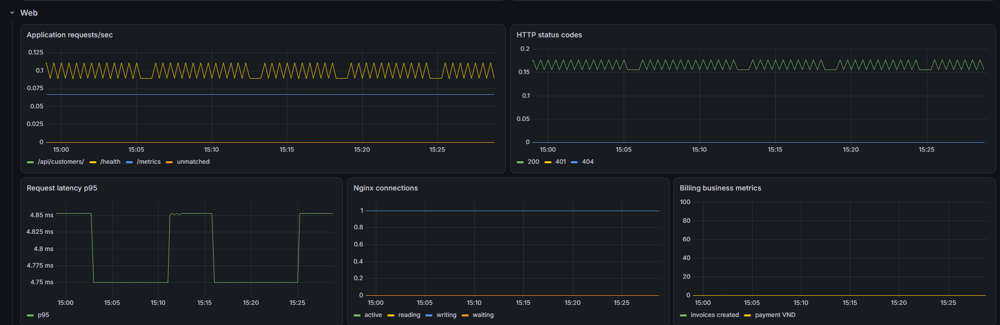 Web
Application requests/sec
0.125
0.1
0.075
0.05
0.025
0
15:00 15:05 15:10 15:15 15:20 15:25
/api/customers/ /health /metrics unmatched
HTTP status codes
0.2
0.15
0.1
0.05
0
15:00 15:05 15:10 15:15 15:20 15:25
200 401 404
Request latency p95
4.85 ms
4.825 ms
4.8 ms
4.775 ms
4.75 ms
15:00 15:05 15:10 15:15 15:20 15:25
p95
Nginx connections
1
0.8
0.6
0.4
0.2
0
15:00 15:05 15:10 15:15 15:20 15:25
active reading writing waiting
Billing business metrics
100
80
60
40
20
0
15:00 15:05 15:10 15:15 15:20 15:25
invoices created payment VND